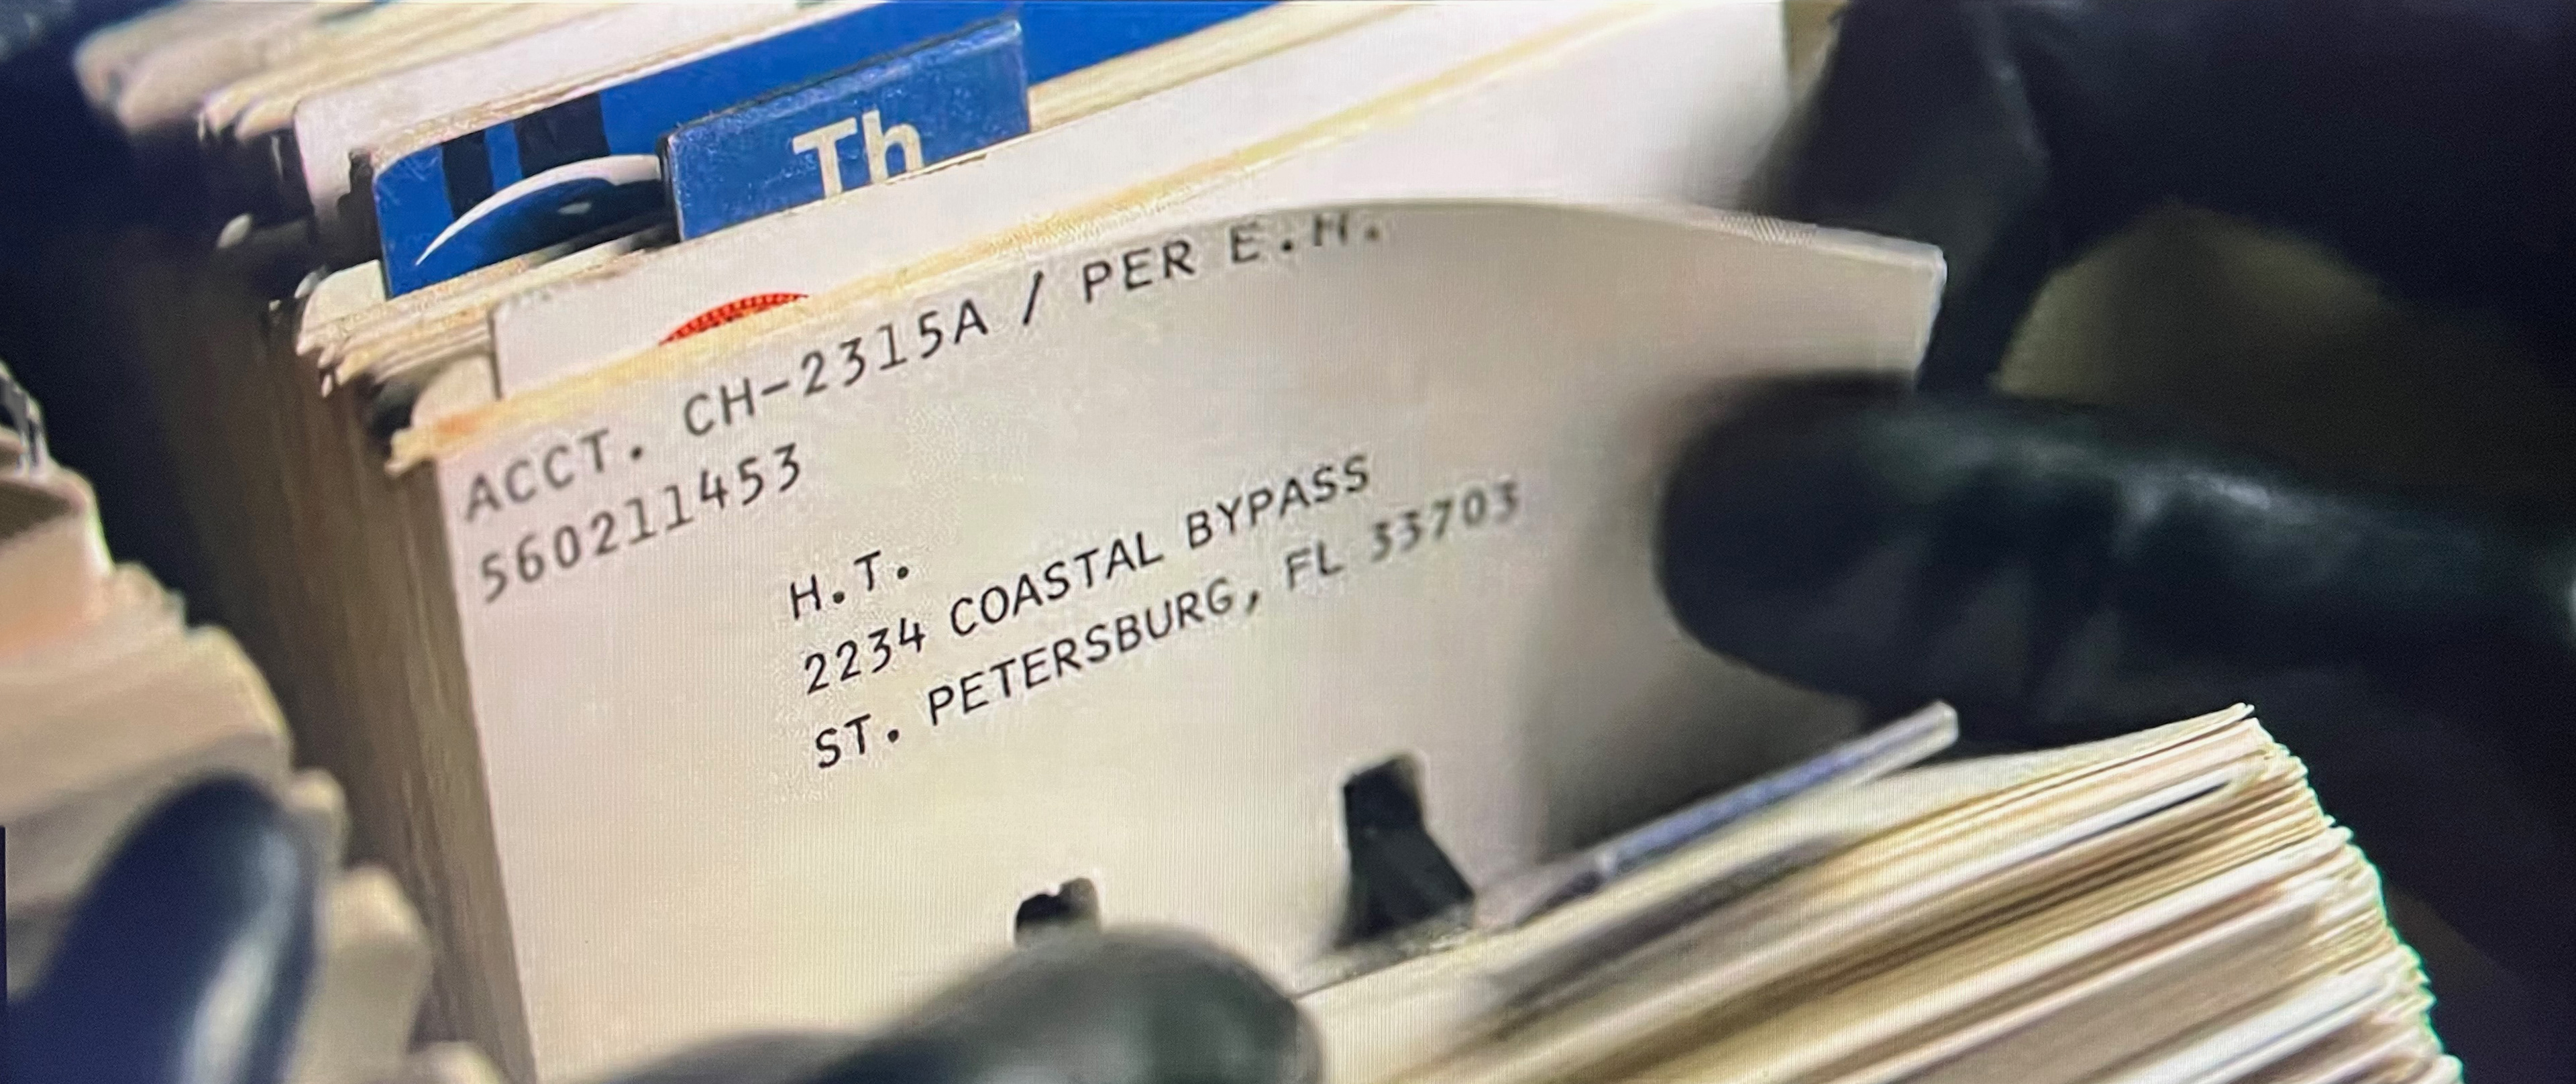 Th
ACCT. CH-2315A / PER E.H.
560211453
H.T.
2234 COASTAL BYPASS
ST. PETERSBURG, FL 33703